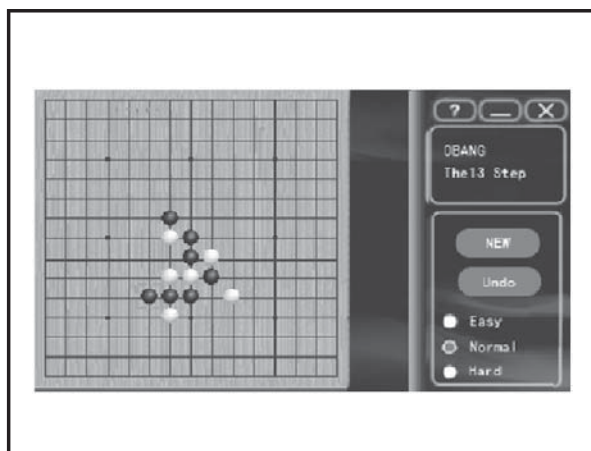 ?
OBANG
The13 Step
NEW
Undo
Easy
Normal
Hard